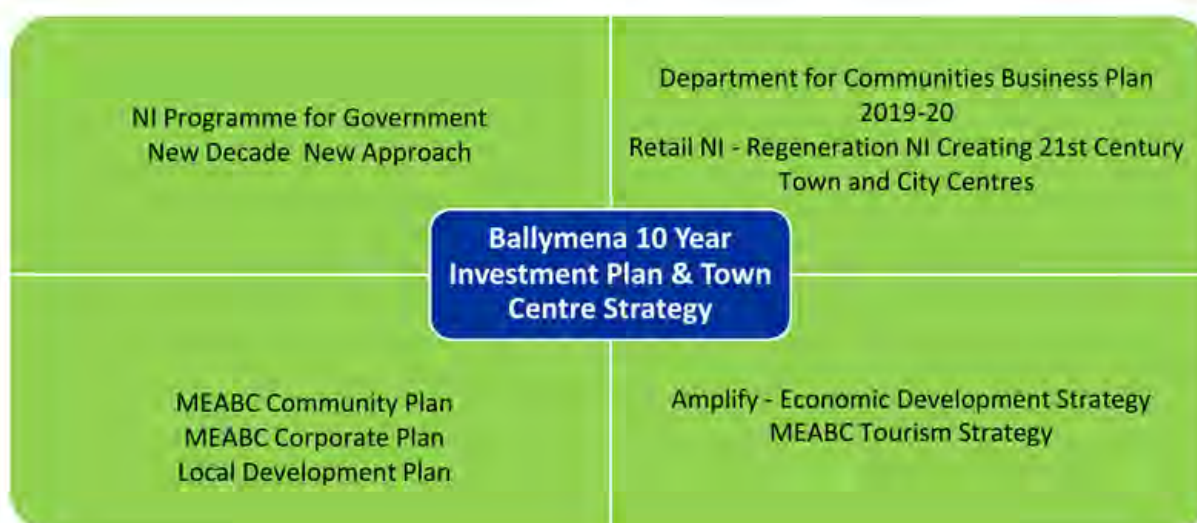 NI Programme for Government
New Decade  New Approach
Department for Communities Business Plan
2019-20
Retail NI - Regeneration NI Creating 21st Century
Town and City Centres
Ballymena 10 Year
Investment Plan & Town
Centre Strategy
MEABC Community Plan
MEABC Corporate Plan
Local Development Plan
Amplify - Economic Development Strategy
MEABC Tourism Strategy